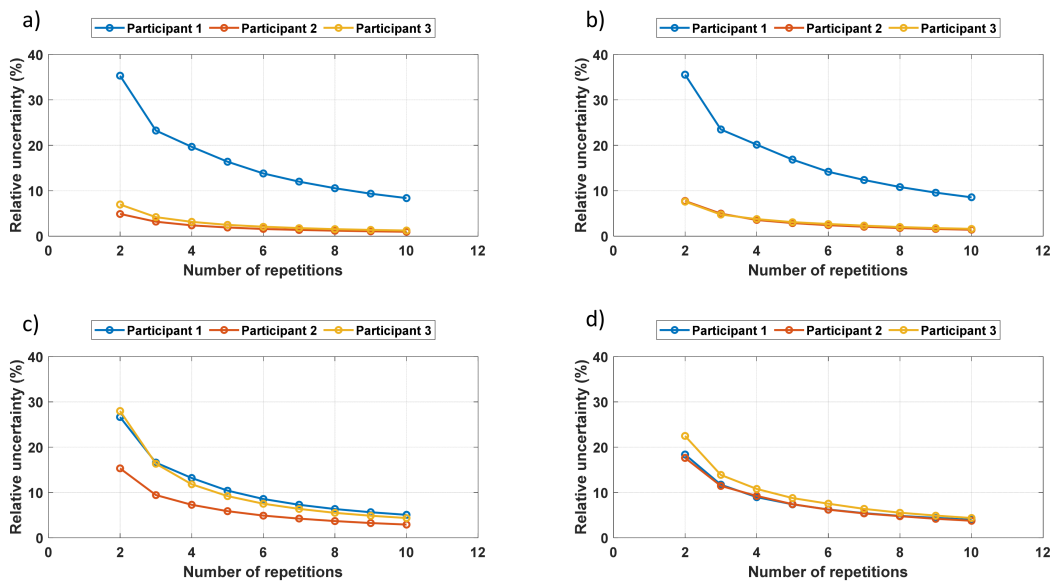 a)
Participant 1 Participant 2 Participant 3
40
30
20
10
0
Relative uncertainty (%)
0 2 4 6 8 10 12
Number of repetitions
b)
Participant 1 Participant 2 Participant 3
40
30
20
10
0
Relative uncertainty (%)
0 2 4 6 8 10 12
Number of repetitions
c)
Participant 1 Participant 2 Participant 3
40
30
20
10
0
Relative uncertainty (%)
0 2 4 6 8 10 12
Number of repetitions
d)
Participant 1 Participant 2 Participant 3
40
30
20
10
0
Relative uncertainty (%)
0 2 4 6 8 10 12
Number of repetitions